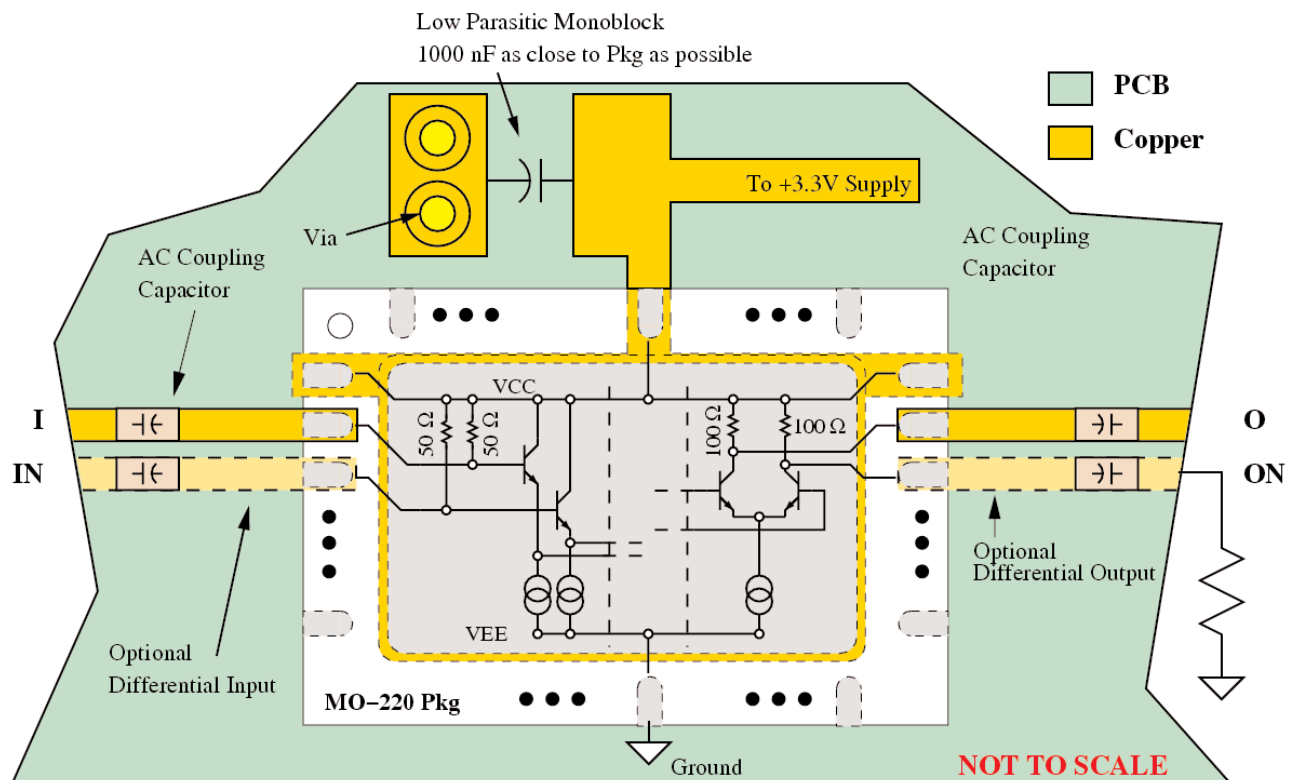 Low Parasitic Monoblock
1000 nF as close to Pkg as possible
PCB
Copper
To +3.3V Supply
Via
AC Coupling
Capacitor
AC Coupling
Capacitor
VCC
50 Ω
50 Ω
100 Ω
100 Ω
I
O
IN
ON
Optional
Differential Output
VEE
Optional
Differential Input
MO−220 Pkg
Ground
NOT TO SCALE